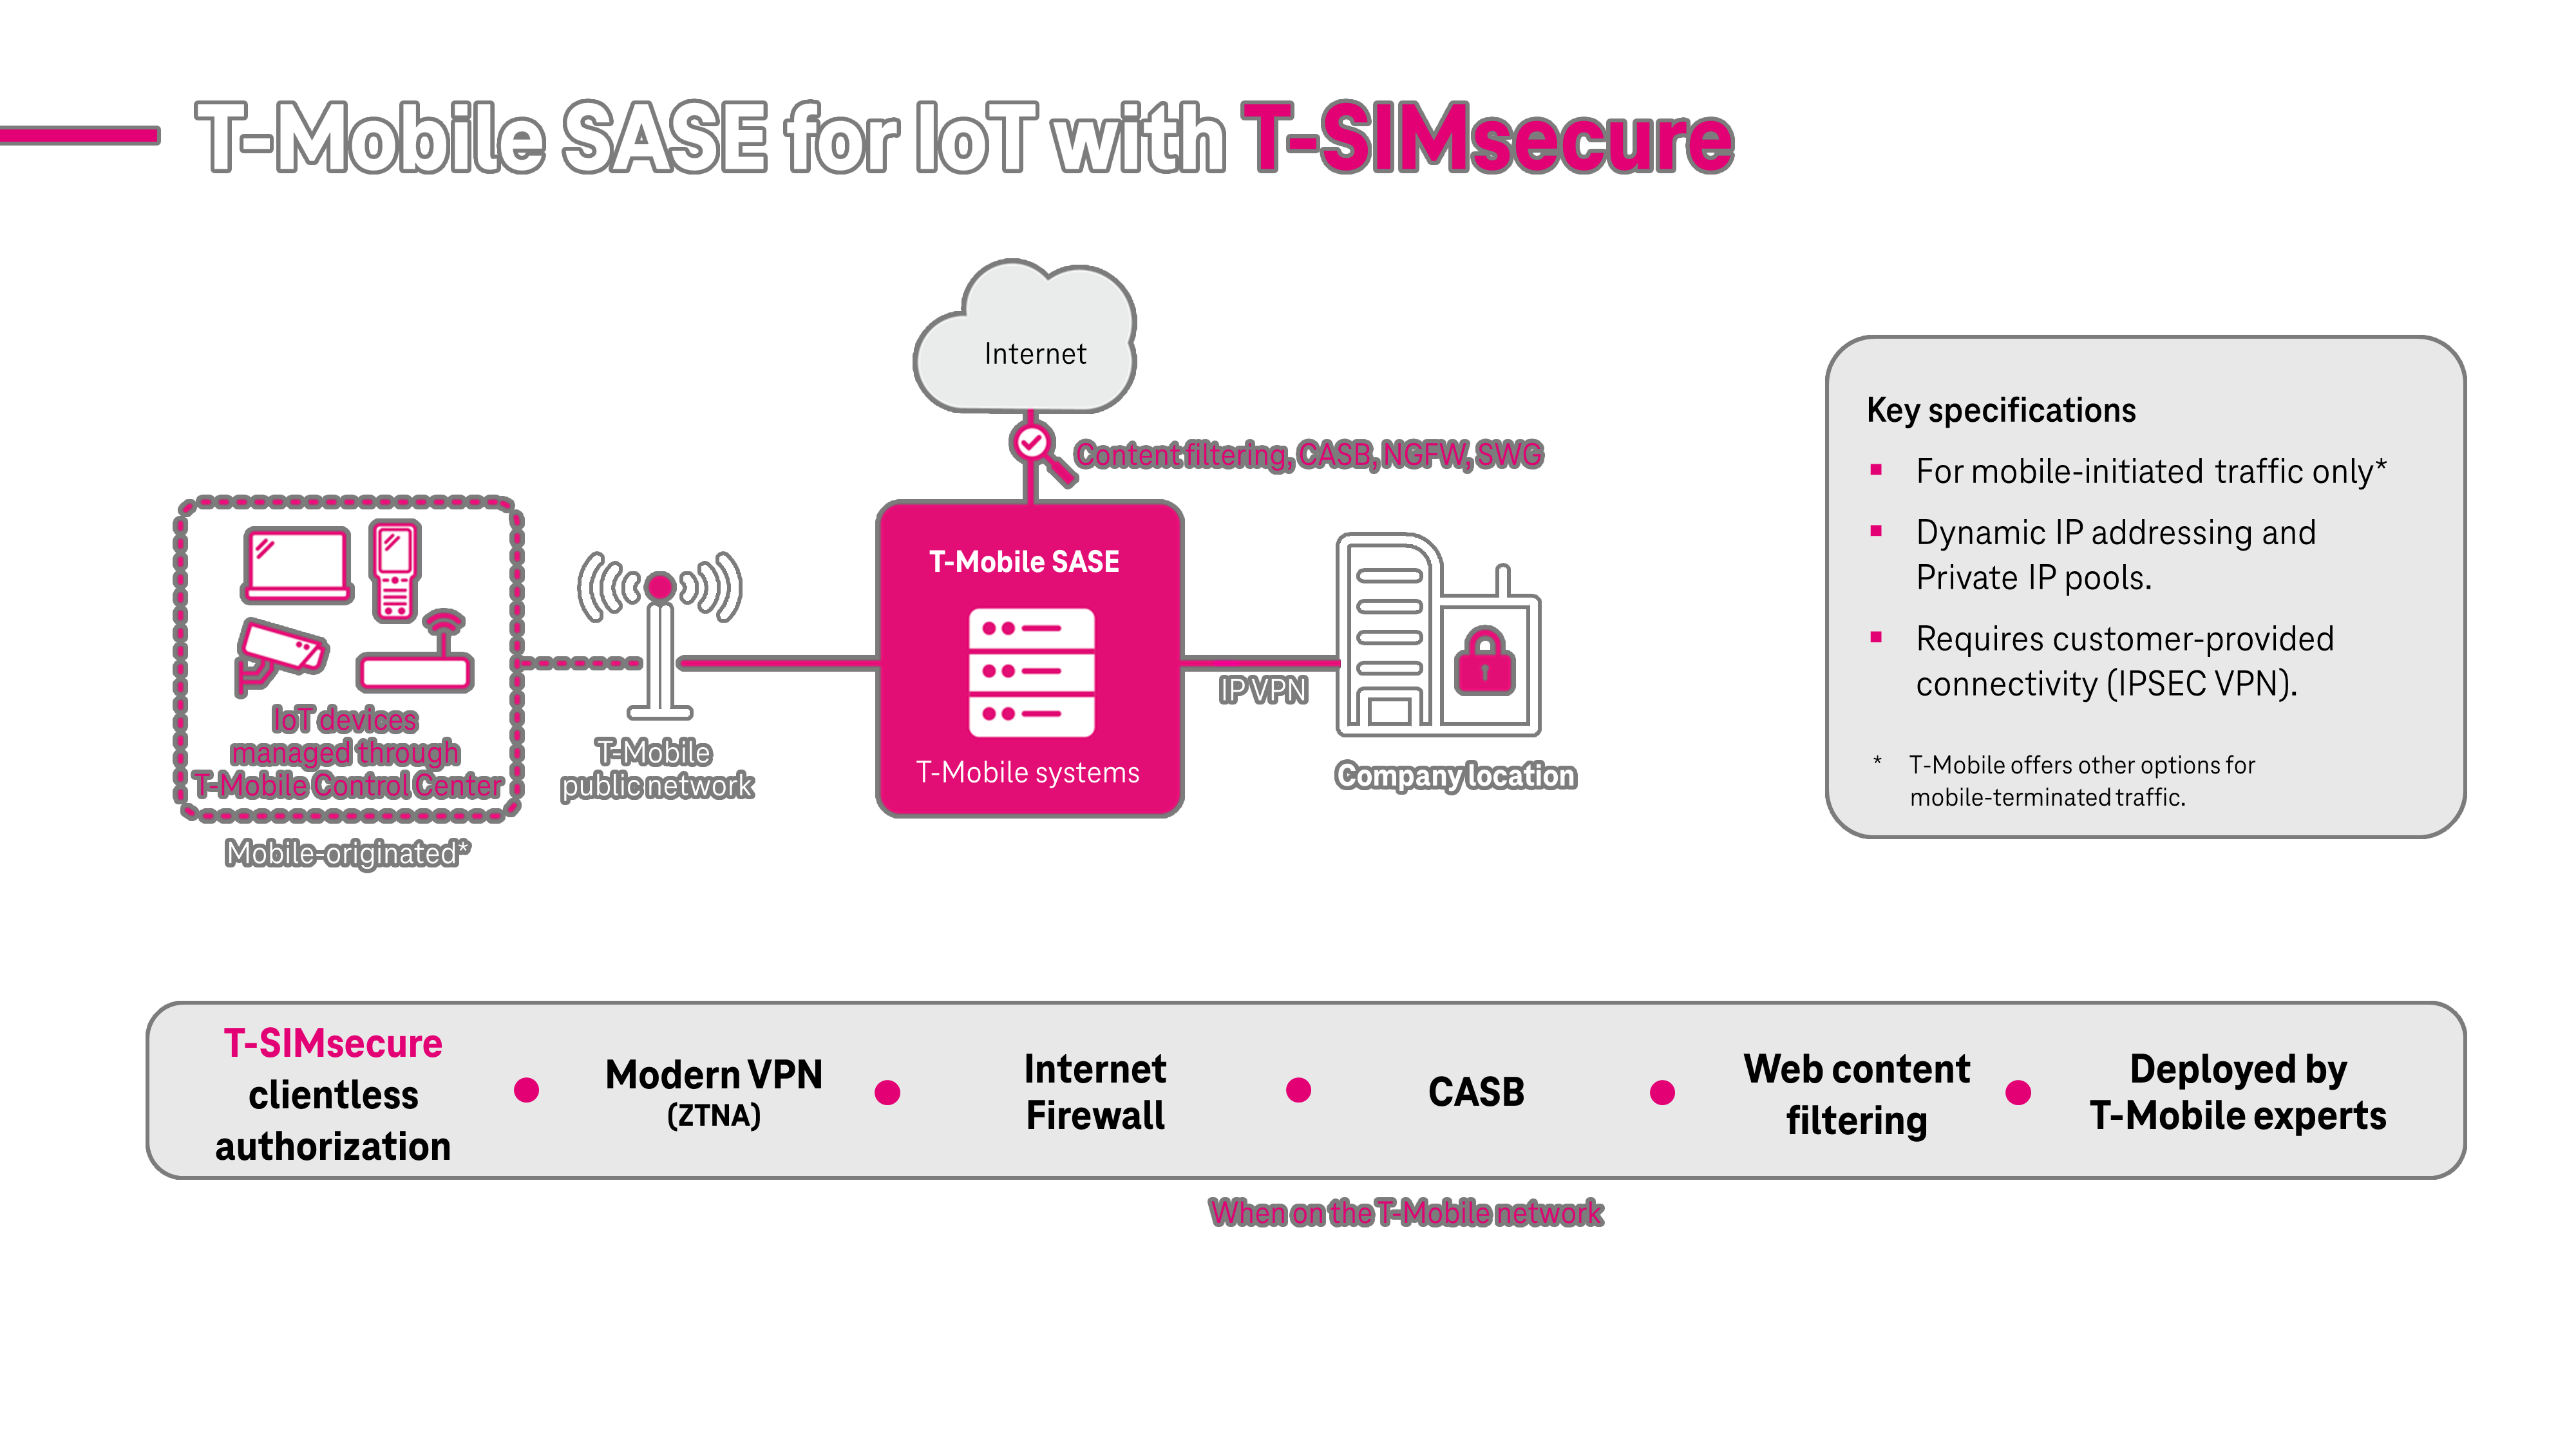 T-Mobile SASE for IoT with T-SIMsecure
Internet
Content filtering, CASB, NGFW, SWG
IoT devices
managed through
T-Mobile Control Center
Mobile-originated*
T-Mobile
public network
T-Mobile SASE
T-Mobile systems
IP VPN
Company location
Key specifications
▪ For mobile-initiated traffic only*
▪ Dynamic IP addressing and
Private IP pools.
▪ Requires customer-provided
connectivity (IPSEC VPN).
* T-Mobile offers other options for
mobile-terminated traffic.
T-SIMsecure
clientless
authorization
Modern VPN
(ZTNA)
Internet
Firewall
CASB
Web content
filtering
Deployed by
T-Mobile experts
When on the T-Mobile network